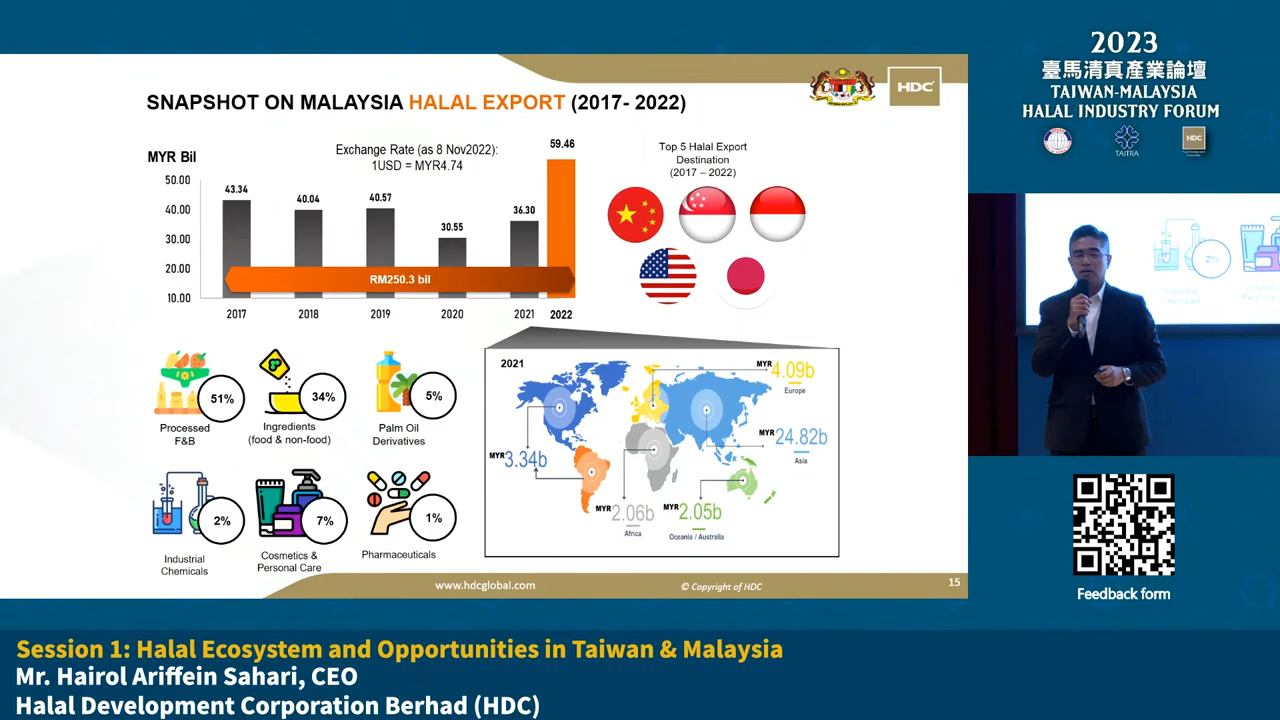 SNAPSHOT ON MALAYSIA HALAL EXPORT (2017- 2022)
HDC
MYR Bil
Exchange Rate (as 8 Nov2022):
1USD = MYR4.74
50.00
40.00
30.00
20.00
10.00
43.34
40.04
40.57
30.55
36.30
59.46
RM250.3 bil
2017
2018
2019
2020
2021
2022
Top 5 Halal Export
Destination
(2017 – 2022)
51%
Processed
F&B
34%
Ingredients
(food & non-food)
5%
Palm Oil
Derivatives
2%
Industrial
Chemicals
7%
Cosmetics &
Personal Care
1%
Pharmaceuticals
2021
MYR 4.09b
Europe
MYR 24.82b
Asia
MYR 3.34b
MYR 2.06b
Africa
MYR 2.05b
Oceania / Australia
www.hdcglobal.com
© Copyright of HDC
15
2023
臺馬清真產業論壇
TAIWAN-MALAYSIA
HALAL INDUSTRY FORUM
TAITRA
HDC
2%
Feedback form
Session 1: Halal Ecosystem and Opportunities in Taiwan & Malaysia
Mr. Hairol Ariffein Sahari, CEO
Halal Development Corporation Berhad (HDC)